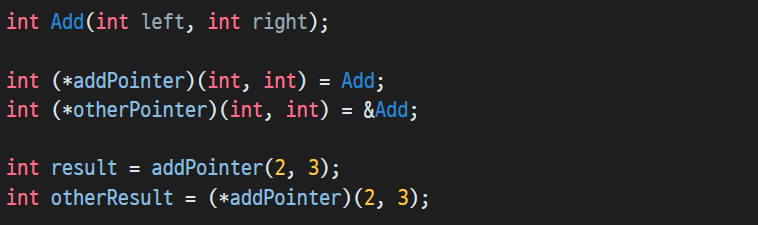 int Add(int left, int right);
int (*addPointer)(int, int) = Add;
int (*otherPointer)(int, int) = &Add;
int result = addPointer(2, 3);
int otherResult = (*addPointer)(2, 3);